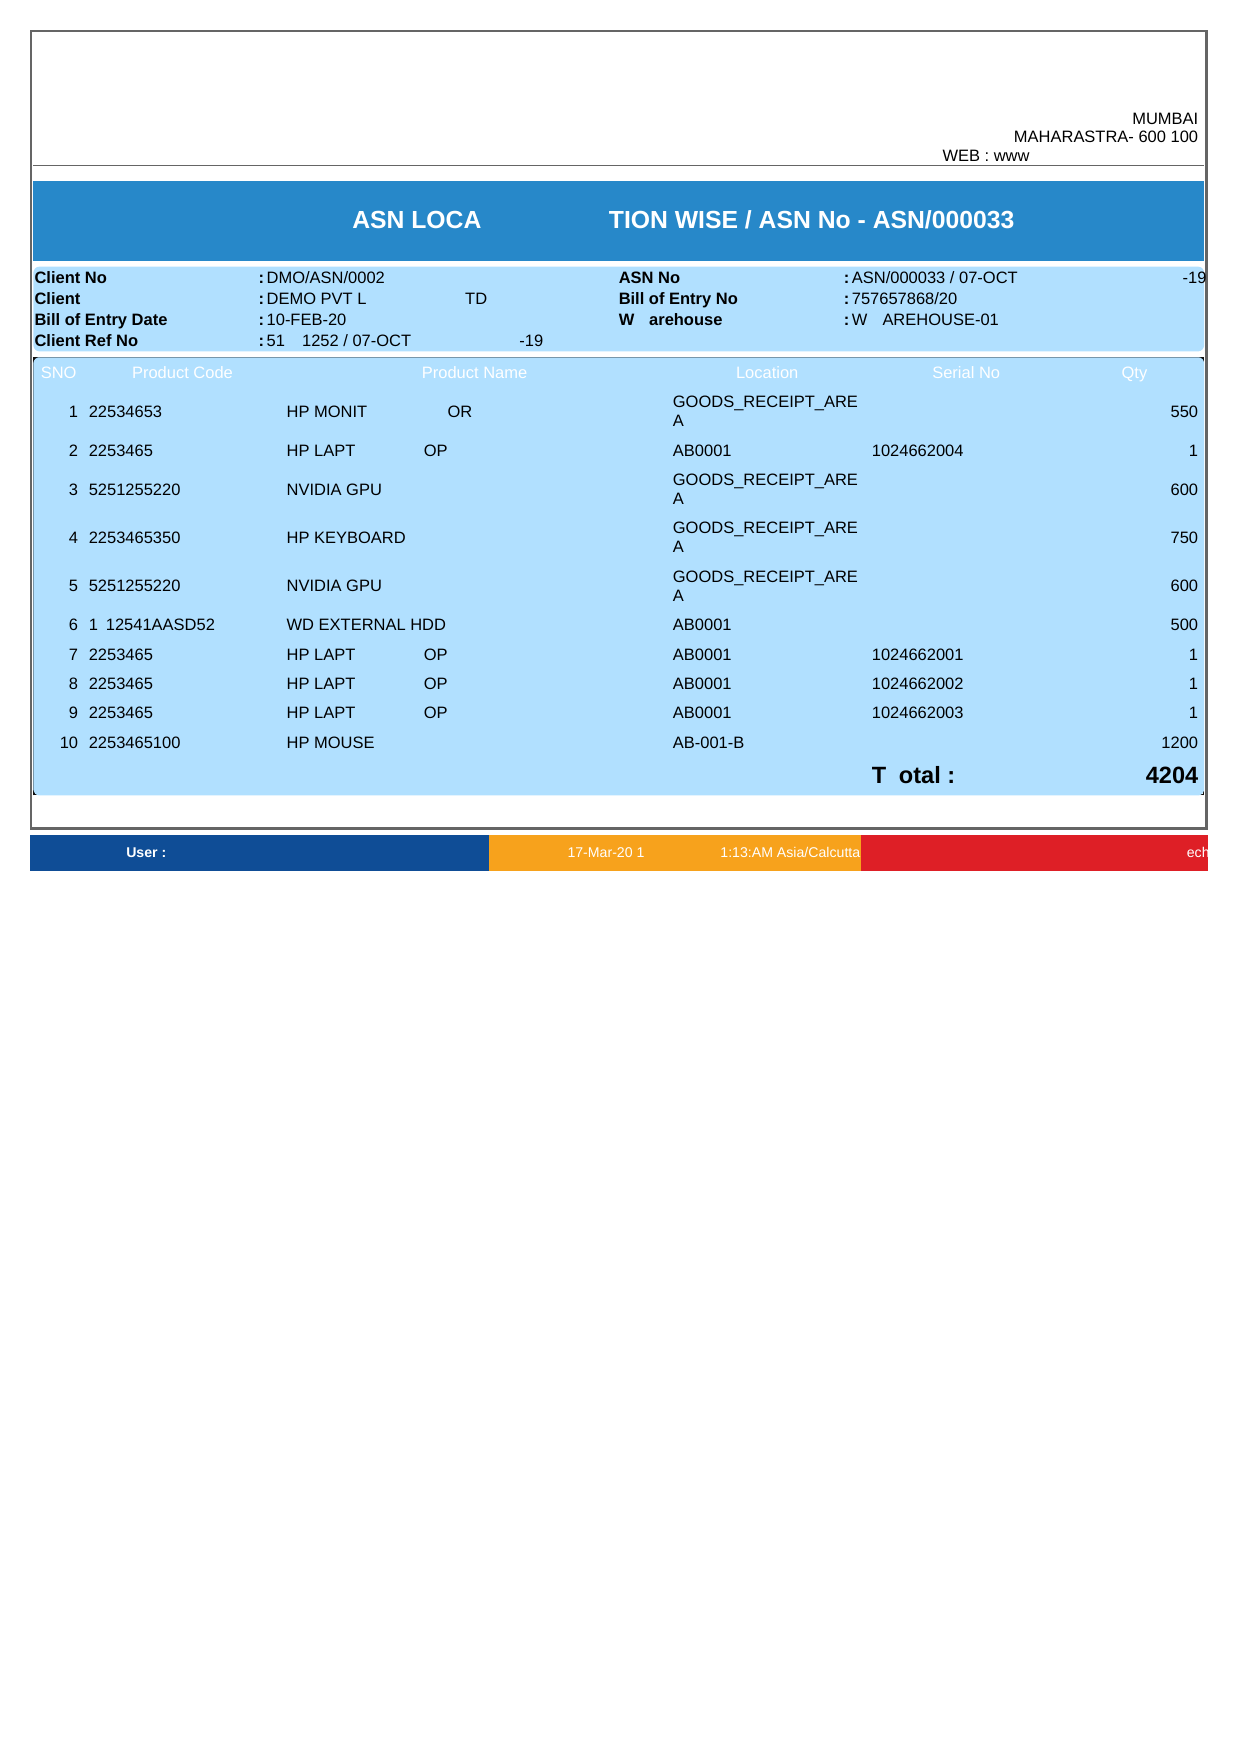 MUMBAI
MAHARASTRA- 600 100
WEB : www
ASN LOCA TION WISE / ASN No - ASN/000033
Client No : DMO/ASN/0002 ASN No : ASN/000033 / 07-OCT -19
Client : DEMO PVT L TD Bill of Entry No : 757657868/20
Bill of Entry Date : 10-FEB-20 W arehouse : W AREHOUSE-01
Client Ref No : 51 1252 / 07-OCT -19
SNO Product Code Product Name Location Serial No Qty
1 22534653 HP MONIT OR GOODS_RECEIPT_ARE 550
A
2 2253465 HP LAPT OP AB0001 1024662004 1
3 5251255220 NVIDIA GPU GOODS_RECEIPT_ARE 600
A
4 2253465350 HP KEYBOARD GOODS_RECEIPT_ARE 750
A
5 5251255220 NVIDIA GPU GOODS_RECEIPT_ARE 600
A
6 1 12541AASD52 WD EXTERNAL HDD AB0001 500
7 2253465 HP LAPT OP AB0001 1024662001 1
8 2253465 HP LAPT OP AB0001 1024662002 1
9 2253465 HP LAPT OP AB0001 1024662003 1
10 2253465100 HP MOUSE AB-001-B 1200
T otal : 4204
User : 17-Mar-20 1 1:13:AM Asia/Calcutta ech